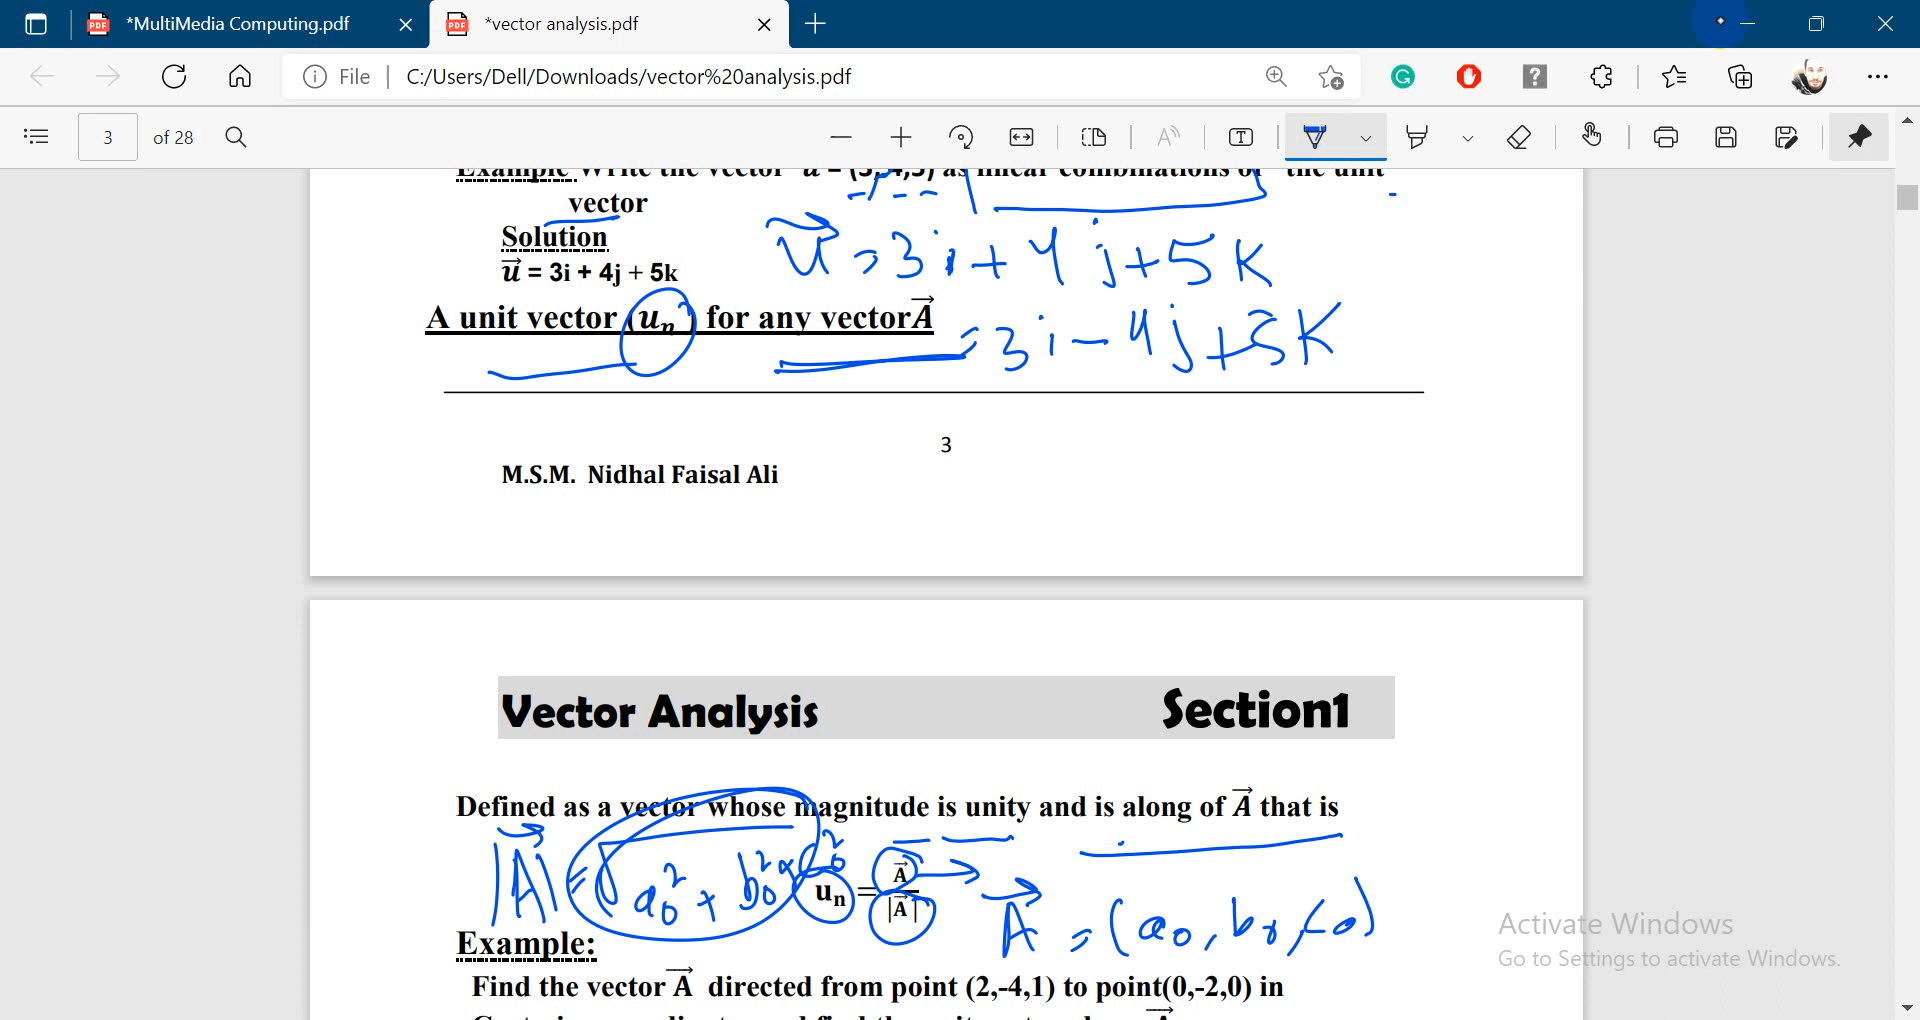 *MultiMedia Computing.pdf
*vector analysis.pdf
File
C:/Users/Dell/Downloads/vector%20analysis.pdf
3 of 28
vector
Solution
u⃗ = 3i + 4j + 5k
u⃗ = 3i + 4j + 5k
A unit vector (uₙ) for any vector A⃗
= 3i - 4j + 5k
3
M.S.M. Nidhal Faisal Ali
Vector Analysis Section1
Defined as a vector whose magnitude is unity and is along of A⃗ that is
|A⃗| = √a₀² + b₀² + c₀²
uₙ = A⃗ / |A⃗|
A⃗ = (a₀, b₀, c₀)
Example:
Find the vector A⃗ directed from point (2,-4,1) to point(0,-2,0) in
Activate Windows
Go to Settings to activate Windows.